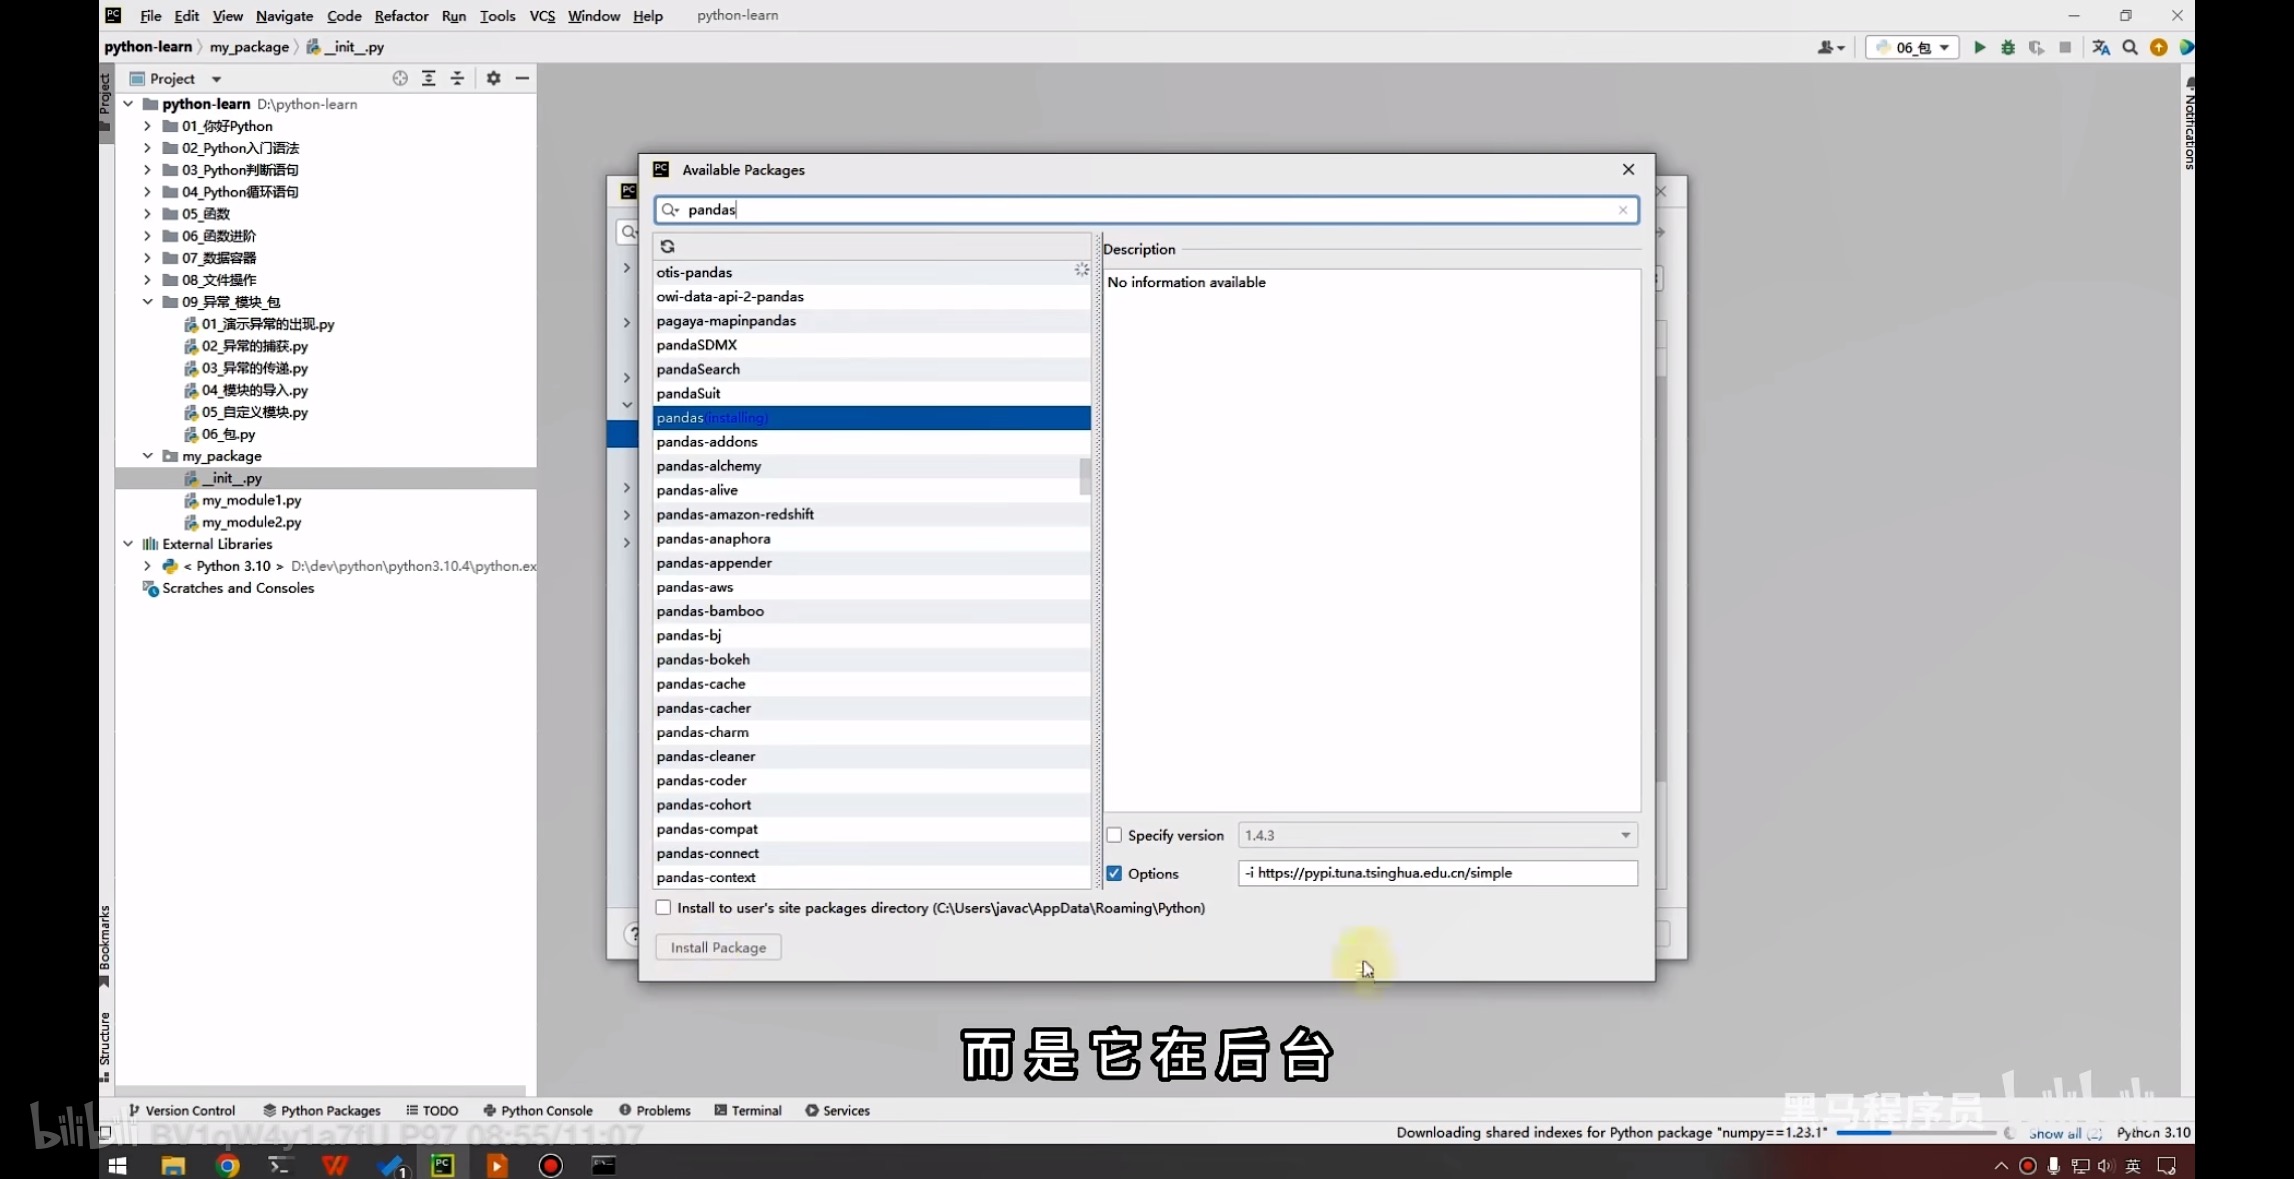 File Edit View Navigate Code Refactor Run Tools VCS Window Help python-learn
python-learn my_package __init__.py
06_包
Project
Project
python-learn D:\python-learn
01_你好Python
02_Python入门语法
03_Python判断语句
04_Python循环语句
05_函数
06_函数进阶
07_数据容器
08_文件操作
09_异常_模块_包
01_演示异常的出现.py
02_异常的捕获.py
03_异常的传递.py
04_模块的导入.py
05_自定义模块.py
06_包.py
my_package
__init__.py
my_module1.py
my_module2.py
External Libraries
< Python 3.10 > D:\dev\python\python3.10.4\python.ex
Scratches and Consoles
Bookmarks
Structure
Notifications
Available Packages
pandas
otis-pandas
owi-data-api-2-pandas
pagaya-mapinpandas
pandaSDMX
pandaSearch
pandaSuit
pandas (installing)
pandas-addons
pandas-alchemy
pandas-alive
pandas-amazon-redshift
pandas-anaphora
pandas-appender
pandas-aws
pandas-bamboo
pandas-bj
pandas-bokeh
pandas-cache
pandas-cacher
pandas-charm
pandas-cleaner
pandas-coder
pandas-cohort
pandas-compat
pandas-connect
pandas-context
Description
No information available
Specify version 1.4.3
Options -i https://pypi.tuna.tsinghua.edu.cn/simple
Install to user's site packages directory (C:\Users\javac\AppData\Roaming\Python)
Install Package
而是它在后台
Version Control Python Packages TODO Python Console Problems Terminal Services
黑马程序员 bilibili
bilibili BV1qW4y1a7fU P97 08:55/11:07
Downloading shared indexes for Python package "numpy==1.23.1" Show all (2) Python 3.10
英